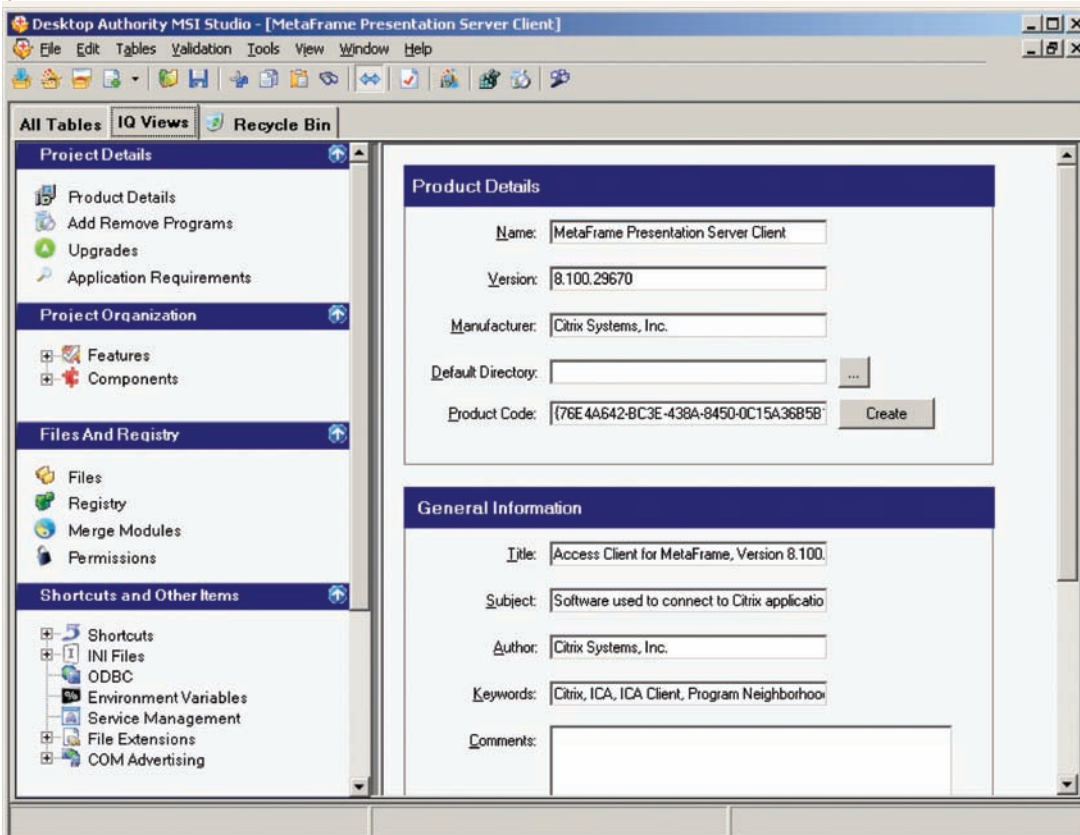 Desktop Authority MSI Studio - [MetaFrame Presentation Server Client]
File Edit Tables Validation Tools View Window Help
All Tables IQ Views Recycle Bin
Project Details
Product Details
Add Remove Programs
Upgrades
Application Requirements
Project Organization
Features
Components
Files And Registry
Files
Registry
Merge Modules
Permissions
Shortcuts and Other Items
Shortcuts
INI Files
ODBC
Environment Variables
Service Management
File Extensions
COM Advertising
Product Details
Name: MetaFrame Presentation Server Client
Version: 8.100.29670
Manufacturer: Citrix Systems, Inc.
Default Directory: ...
Product Code: {76E4A642-BC3E-438A-8450-0C15A36B5B Create
General Information
Title: Access Client for MetaFrame, Version 8.100.
Subject: Software used to connect to Citrix applicatio
Author: Citrix Systems, Inc.
Keywords: Citrix, ICA, ICA Client, Program Neighborhoo
Comments: